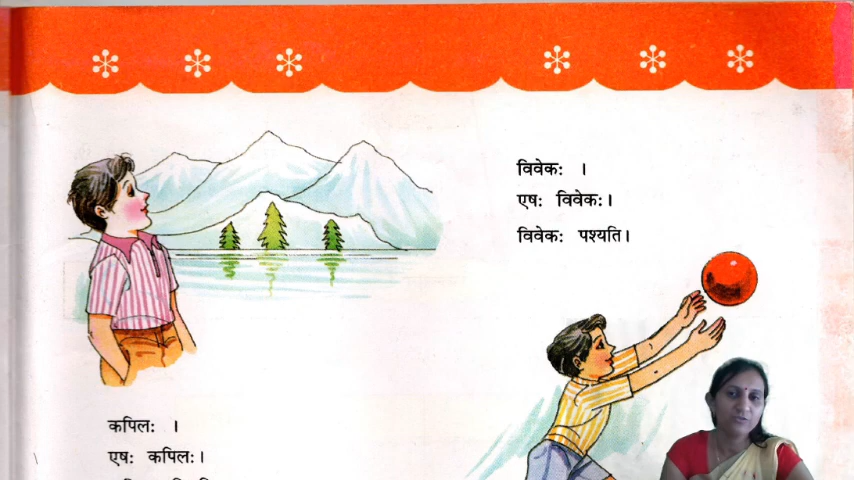 विवेकः ।
एषः विवेकः।
विवेकः पश्यति।
कपिलः ।
एषः कपिलः।